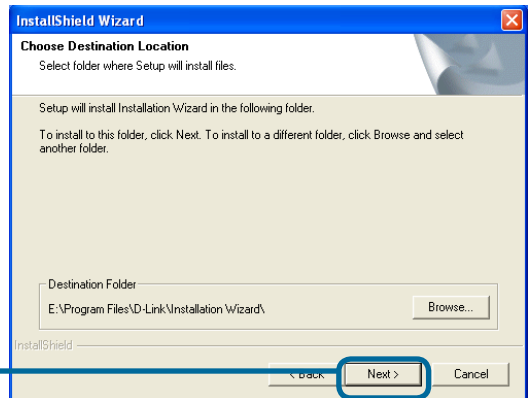 InstallShield Wizard
Choose Destination Location
Select folder where Setup will install files.
Setup will install Installation Wizard in the following folder.
To install to this folder, click Next. To install to a different folder, click Browse and select
another folder.
Destination Folder
E:\Program Files\D-Link\Installation Wizard\
Browse...
InstallShield
< Back
Next >
Cancel